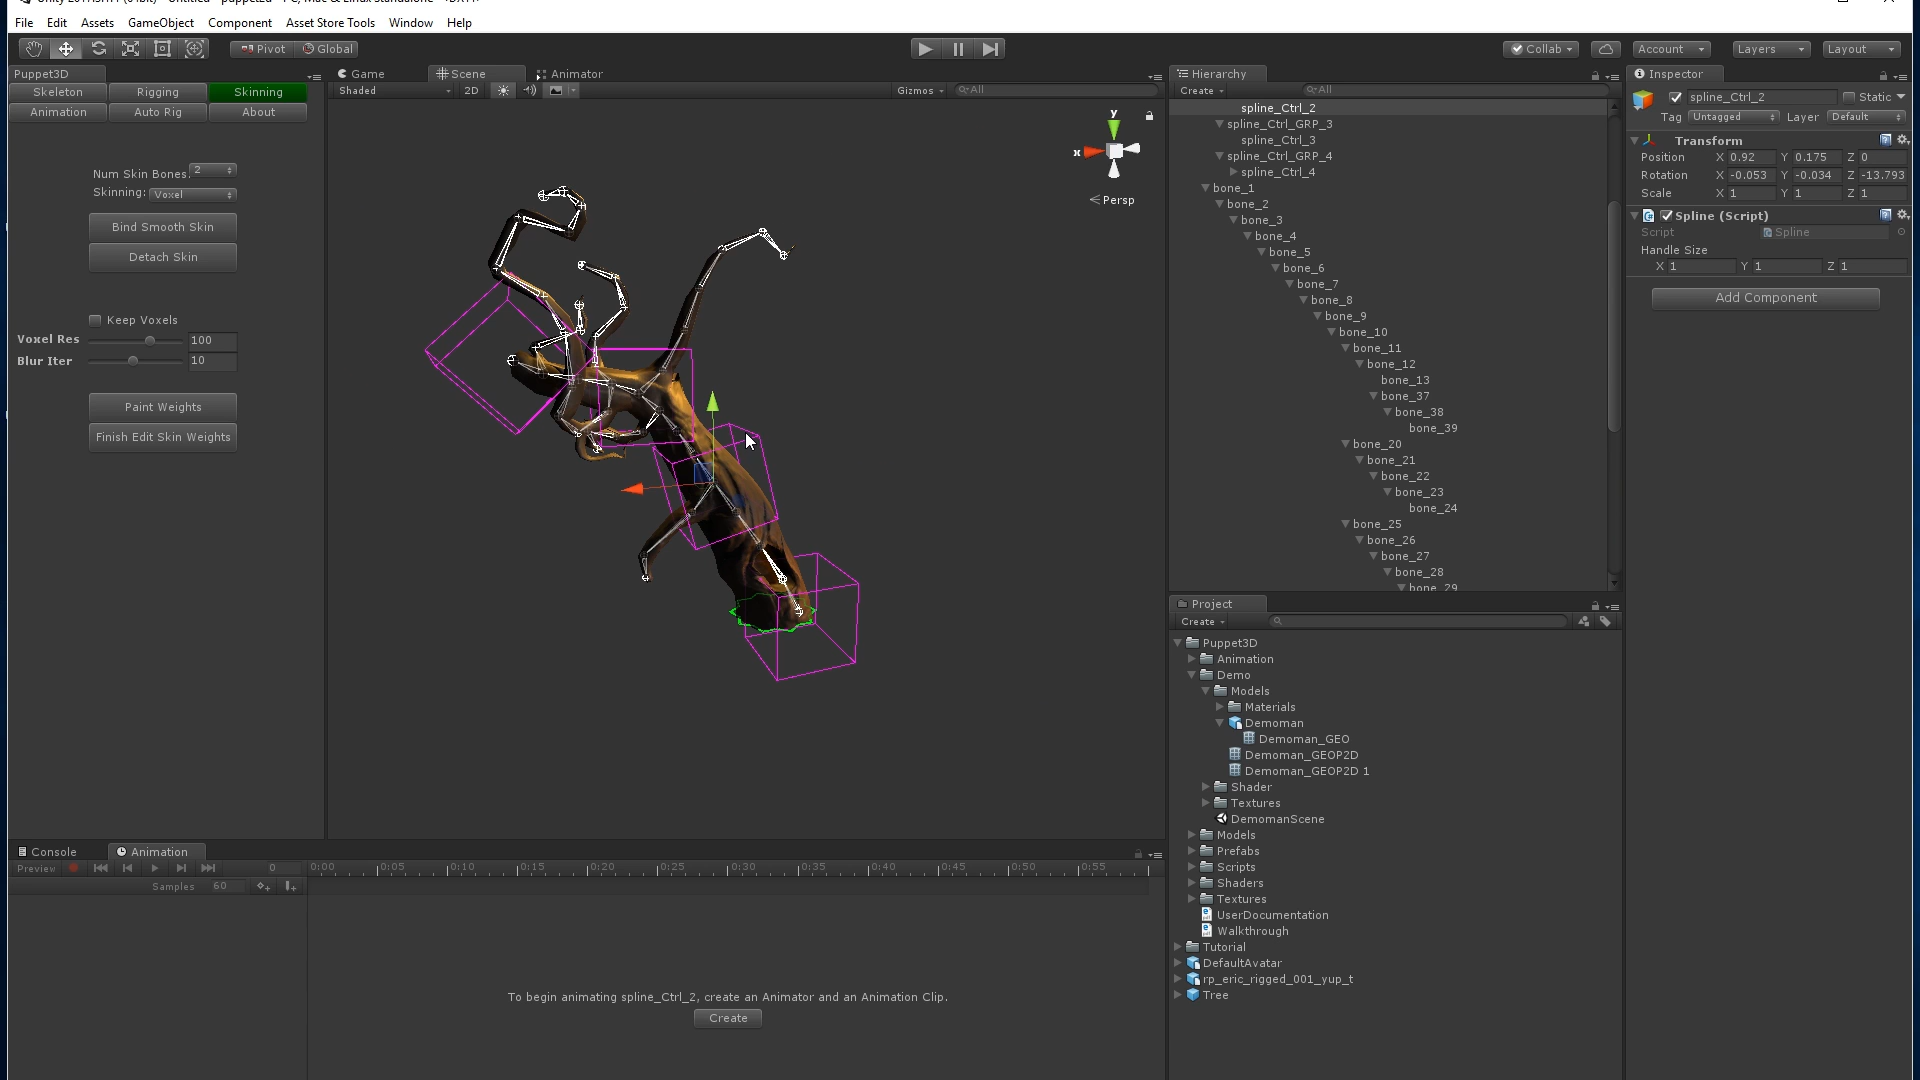 File Edit Assets GameObject Component Asset Store Tools Window Help
Pivot Global Collab Account Layers Layout
Puppet3D
Skeleton Rigging Skinning
Animation Auto Rig About
Num Skin Bones: 2
Skinning: Voxel
Bind Smooth Skin
Detach Skin
Keep Voxels
Voxel Res 100
Blur Iter 10
Paint Weights
Finish Edit Skin Weights
Game Scene Animator
Shaded 2D Gizmos All
y
x
Persp
Hierarchy
Create All
spline_Ctrl_2
spline_Ctrl_GRP_3
spline_Ctrl_3
spline_Ctrl_GRP_4
spline_Ctrl_4
bone_1
bone_2
bone_3
bone_4
bone_5
bone_6
bone_7
bone_8
bone_9
bone_10
bone_11
bone_12
bone_13
bone_37
bone_38
bone_39
bone_20
bone_21
bone_22
bone_23
bone_24
bone_25
bone_26
bone_27
bone_28
bone_29
Inspector
spline_Ctrl_2 Static
Tag Untagged Layer Default
Transform
Position X 0.92 Y 0.175 Z 0
Rotation X -0.053 Y -0.034 Z -13.793
Scale X 1 Y 1 Z 1
Spline (Script)
Script Spline
Handle Size
X 1 Y 1 Z 1
Add Component
Project
Create
Puppet3D
Animation
Demo
Models
Materials
Demoman
Demoman_GEO
Demoman_GEOP2D
Demoman_GEOP2D 1
Shader
Textures
DemomanScene
Models
Prefabs
Scripts
Shaders
Textures
UserDocumentation
Walkthrough
Tutorial
DefaultAvatar
rp_eric_rigged_001_yup_t
Tree
Console Animation
Preview 0 0:00 0:05 0:10 0:15 0:20 0:25 0:30 0:35 0:40 0:45 0:50 0:55
Samples 60
To begin animating spline_Ctrl_2, create an Animator and an Animation Clip.
Create